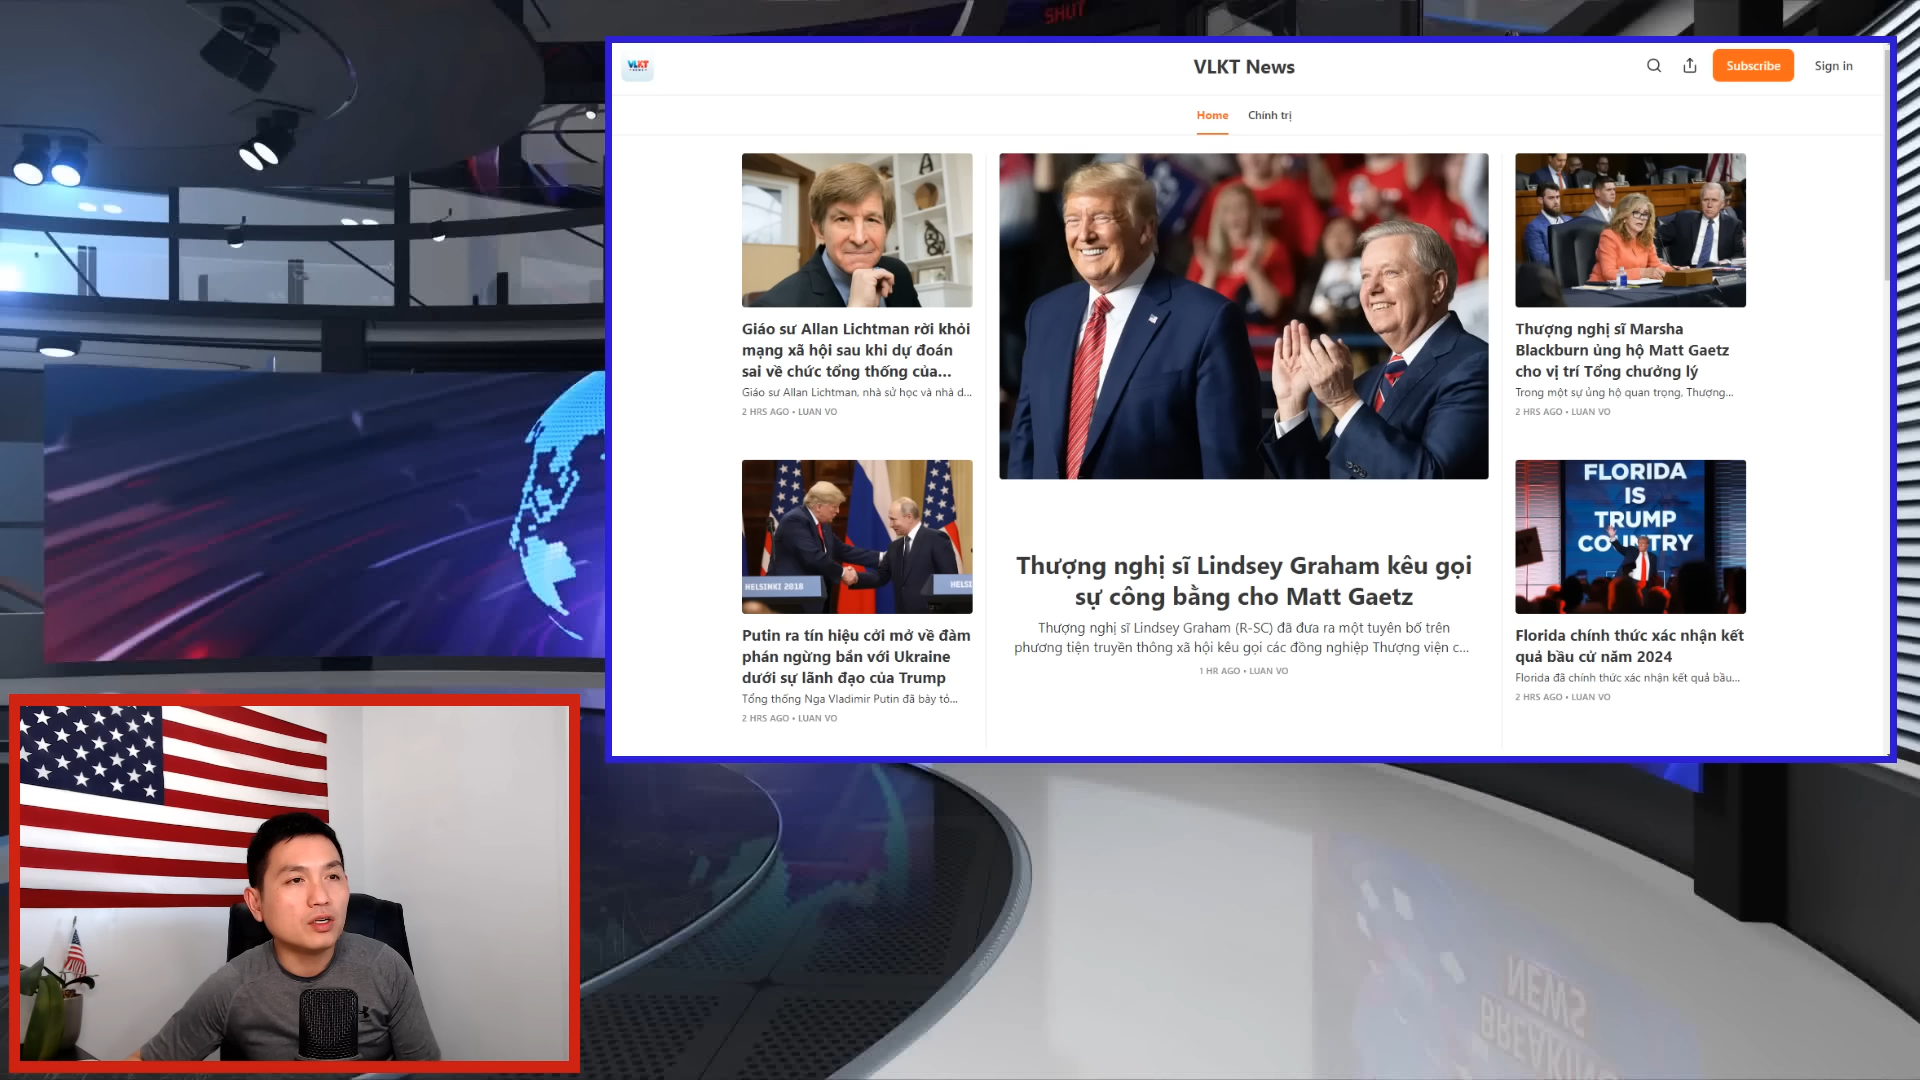 SHUT
VLKT
VLKT News
Subscribe
Sign in
Home
Chính trị
Giáo sư Allan Lichtman rời khỏi
mạng xã hội sau khi dự đoán
sai về chức tổng thống của...
Giáo sư Allan Lichtman, nhà sử học và nhà d...
2 HRS AGO • LUAN VO
HELSINKI 2018
HELSI
Putin ra tín hiệu cởi mở về đàm
phán ngừng bắn với Ukraine
dưới sự lãnh đạo của Trump
Tổng thống Nga Vladimir Putin đã bày tỏ...
2 HRS AGO • LUAN VO
Thượng nghị sĩ Lindsey Graham kêu gọi
sự công bằng cho Matt Gaetz
Thượng nghị sĩ Lindsey Graham (R-SC) đã đưa ra một tuyên bố trên
phương tiện truyền thông xã hội kêu gọi các đồng nghiệp Thượng viện c...
1 HR AGO • LUAN VO
Thượng nghị sĩ Marsha
Blackburn ủng hộ Matt Gaetz
cho vị trí Tổng chưởng lý
Trong một sự ủng hộ quan trọng, Thượng...
2 HRS AGO • LUAN VO
FLORIDA
IS
TRUMP
COUNTRY
Florida chính thức xác nhận kết
quả bầu cử năm 2024
Florida đã chính thức xác nhận kết quả bầu...
2 HRS AGO • LUAN VO
NEWS
BREAKING